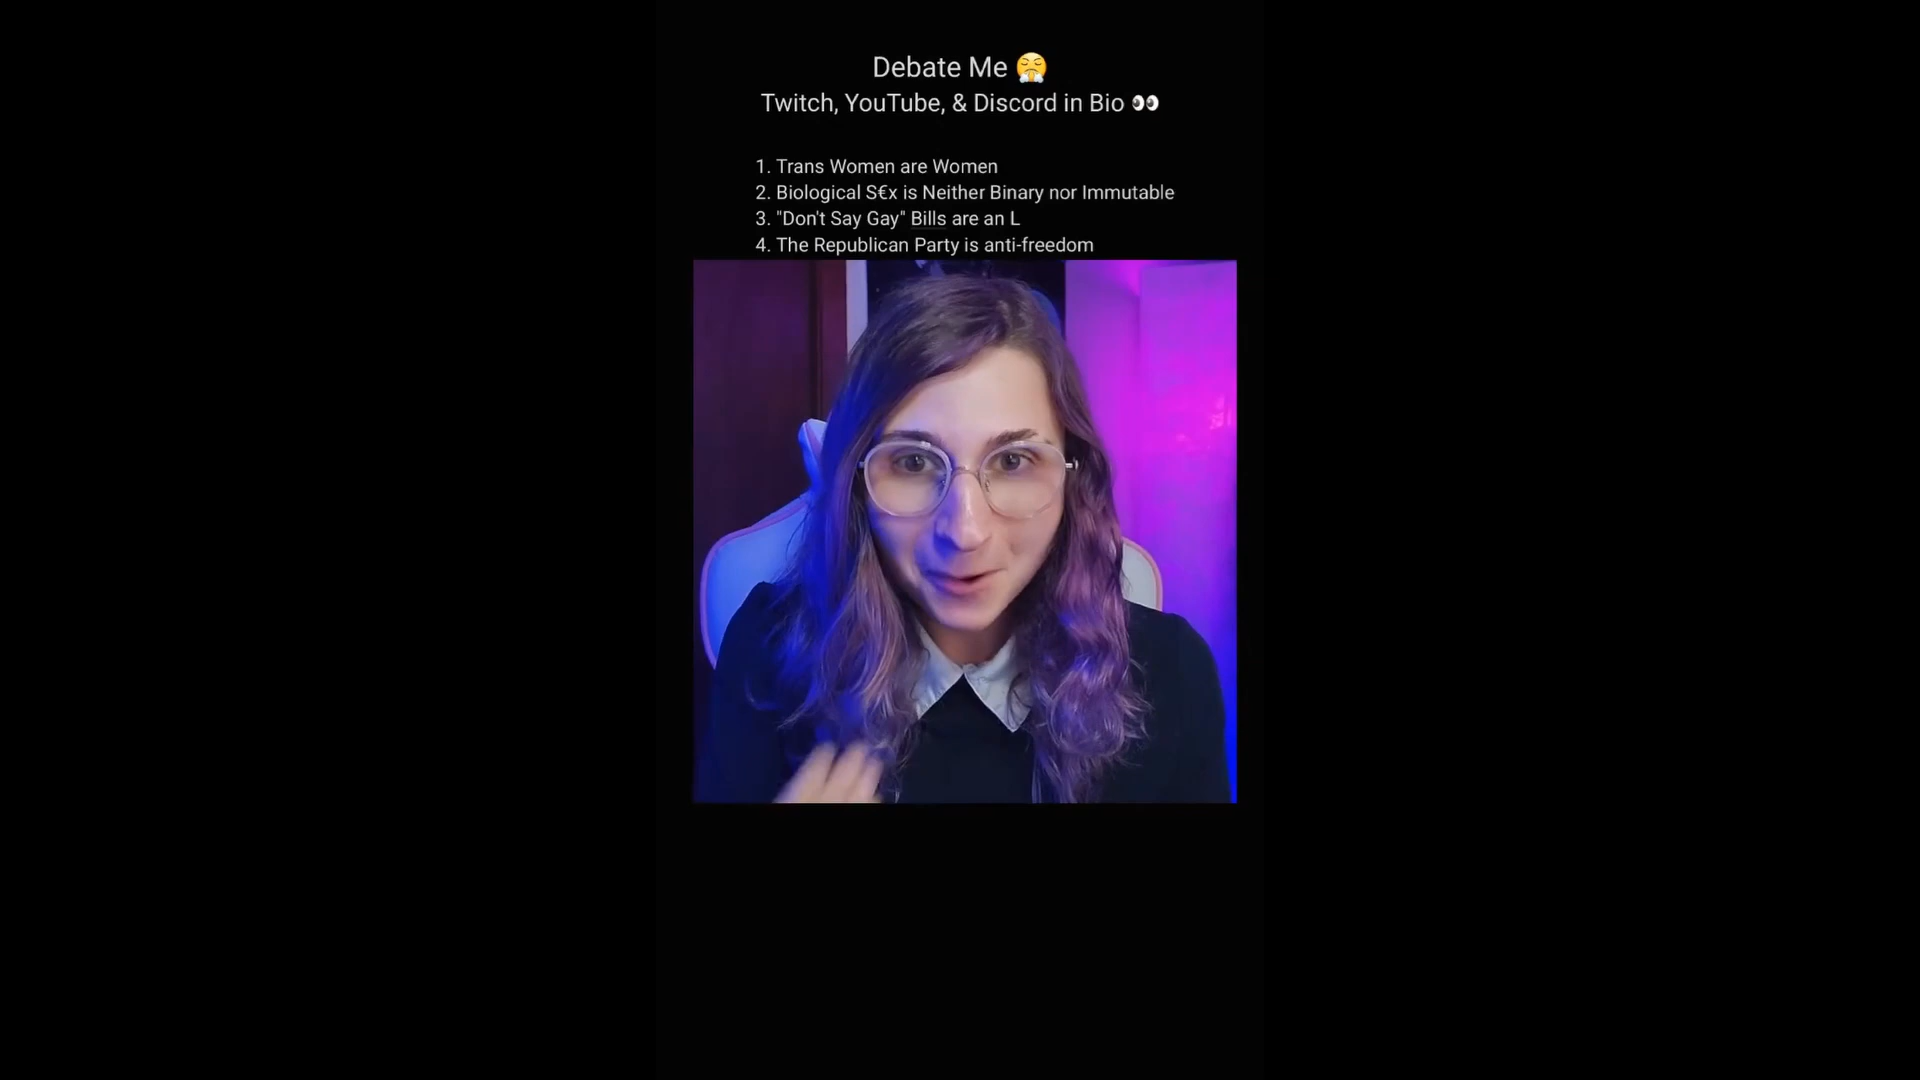 Debate Me 😤
Twitch, YouTube, & Discord in Bio 👀
1. Trans Women are Women
2. Biological S€x is Neither Binary nor Immutable
3. "Don't Say Gay" Bills are an L
4. The Republican Party is anti-freedom